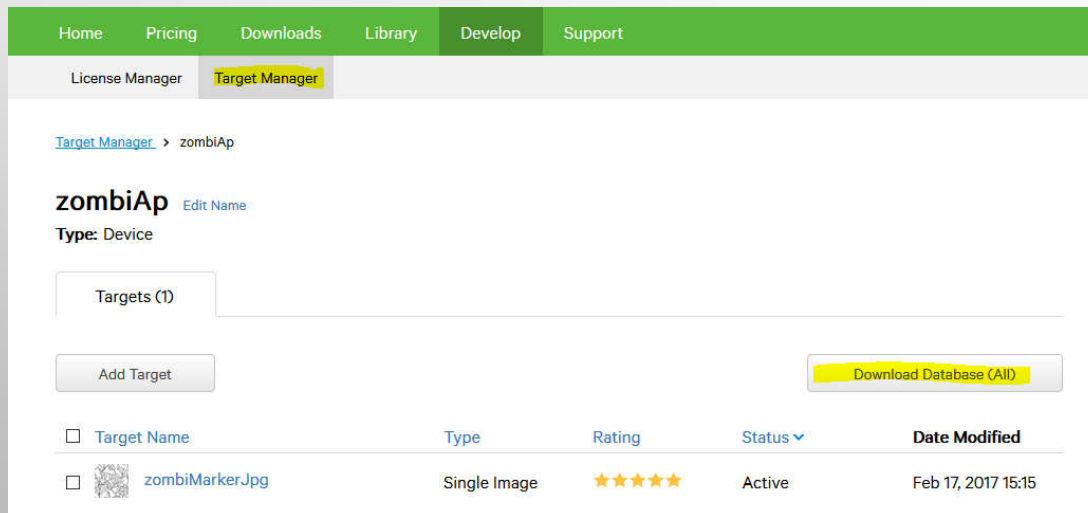 Home Pricing Downloads Library Develop Support
License Manager Target Manager
Target Manager > zombiAp
zombiAp Edit Name
Type: Device
Targets (1)
Add Target Download Database (All)
Target Name Type Rating Status Date Modified
zombiMarkerJpg Single Image Active Feb 17, 2017 15:15